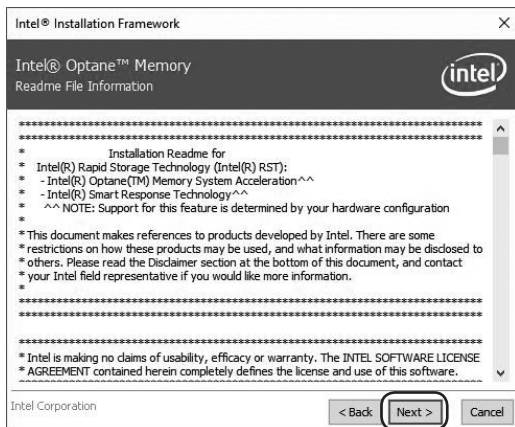 Intel® Installation Framework
Intel® Optane™ Memory
Readme File Information
intel
*******************************************************************************
*******************************************************************************
* Installation Readme for
* Intel(R) Rapid Storage Technology (Intel(R) RST):
* - Intel(R) Optane(TM) Memory System Acceleration^^
* - Intel(R) Smart Response Technology^^
* ^^ NOTE: Support for this feature is determined by your hardware configuration
*
* This document makes references to products developed by Intel. There are some
* restrictions on how these products may be used, and what information may be disclosed to
* others. Please read the Disclaimer section at the bottom of this document, and contact
* your Intel field representative if you would like more information.
*
*******************************************************************************
*******************************************************************************
*******************************************************************************
* Intel is making no claims of usability, efficacy or warranty. The INTEL SOFTWARE LICENSE
* AGREEMENT contained herein completely defines the license and use of this software.
*******************************************************************************
Intel Corporation
< Back Next > Cancel